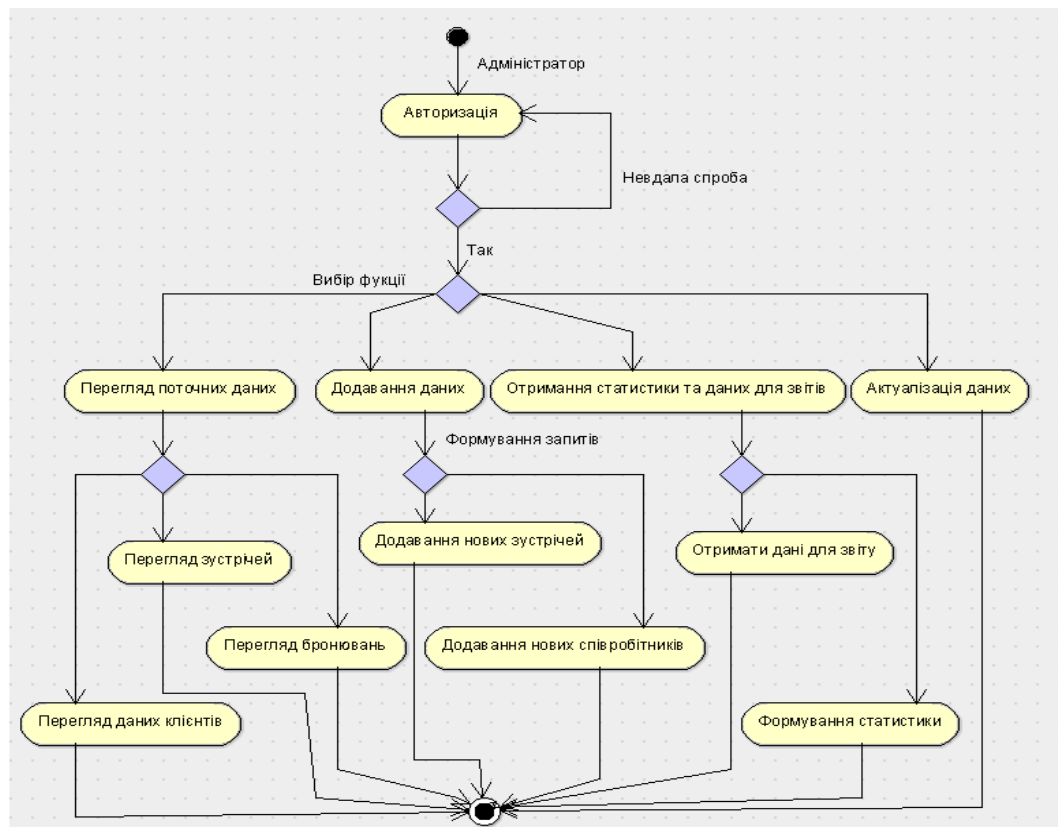 Адміністратор
Авторизація
Невдала спроба
Так
Вибір фукції
Перегляд поточних даних
Додавання даних
Отримання статистики та даних для звітів
Актуалізація даних
Формування запитів
Перегляд зустрічей
Додавання нових зустрічей
Отримати дані для звіту
Перегляд бронювань
Додавання нових співробітників
Перегляд даних клієнтів
Формування статистики